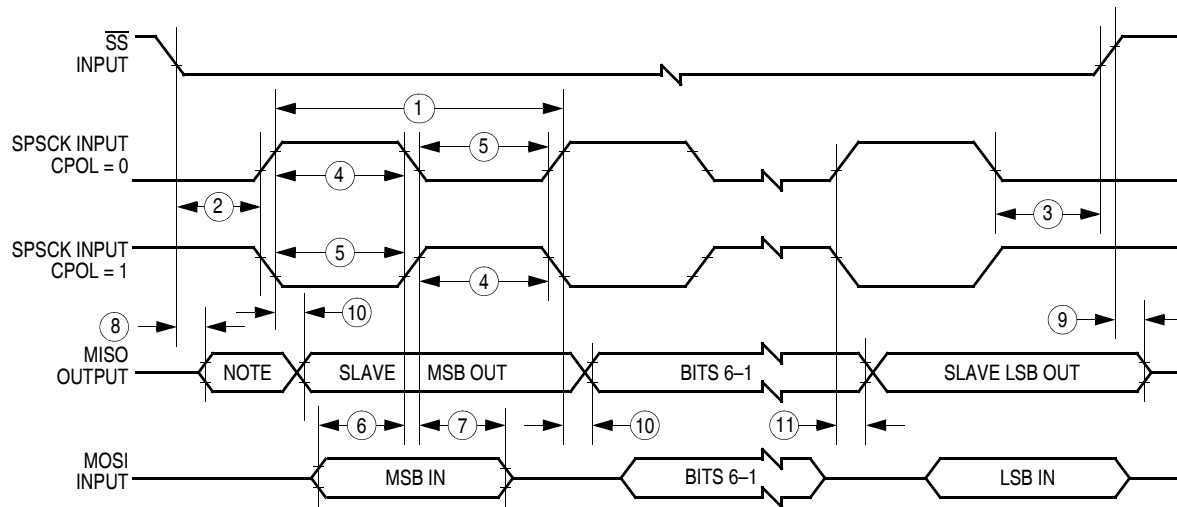 SS
INPUT
1
SPSCK INPUT
CPOL = 0
5
4
2
3
SPSCK INPUT
CPOL = 1
5
4
8
10
9
MISO
OUTPUT
NOTE
SLAVE MSB OUT
BITS 6–1
SLAVE LSB OUT
6
7
10
11
MOSI
INPUT
MSB IN
BITS 6–1
LSB IN